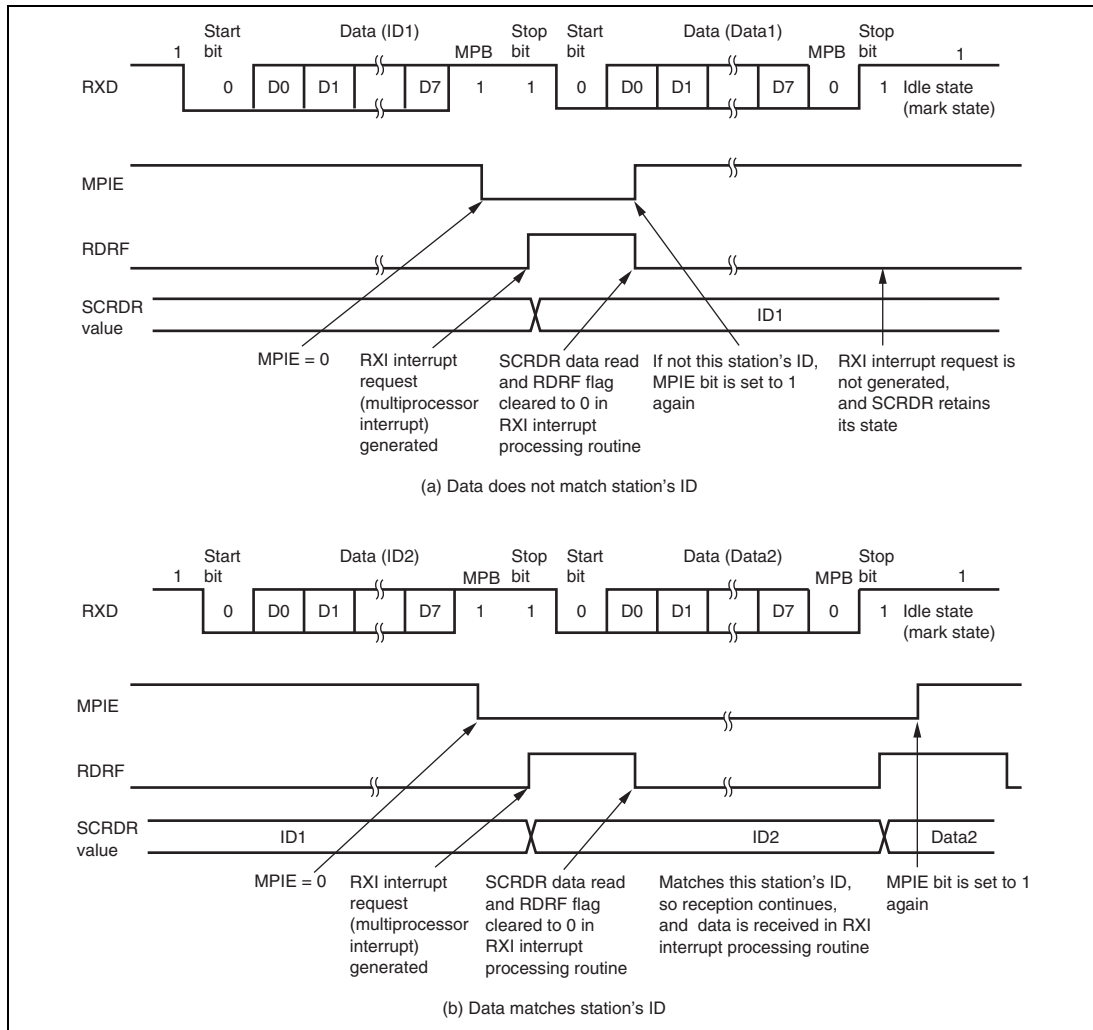 Start bit
Data (ID1)
MPB
Stop bit
Start bit
Data (Data1)
MPB
Stop bit
1
1
RXD
0 D0 D1 D7 1 1 0 D0 D1 D7 0 1
Idle state
(mark state)
MPIE
RDRF
SCRDR
value
ID1
MPIE = 0
RXI interrupt
request
(multiprocessor
interrupt)
generated
SCRDR data read
and RDRF flag
cleared to 0 in
RXI interrupt
processing routine
If not this station's ID,
MPIE bit is set to 1
again
RXI interrupt request is
not generated,
and SCRDR retains
its state
(a) Data does not match station's ID
Start bit
Data (ID2)
MPB
Stop bit
Start bit
Data (Data2)
MPB
Stop bit
1
1
RXD
0 D0 D1 D7 1 1 0 D0 D1 D7 0 1
Idle state
(mark state)
MPIE
RDRF
SCRDR
value
ID1
ID2
Data2
MPIE = 0
RXI interrupt
request
(multiprocessor
interrupt)
generated
SCRDR data read
and RDRF flag
cleared to 0 in
RXI interrupt
processing routine
Matches this station's ID,
so reception continues,
and data is received in RXI
interrupt processing routine
MPIE bit is set to 1
again
(b) Data matches station's ID